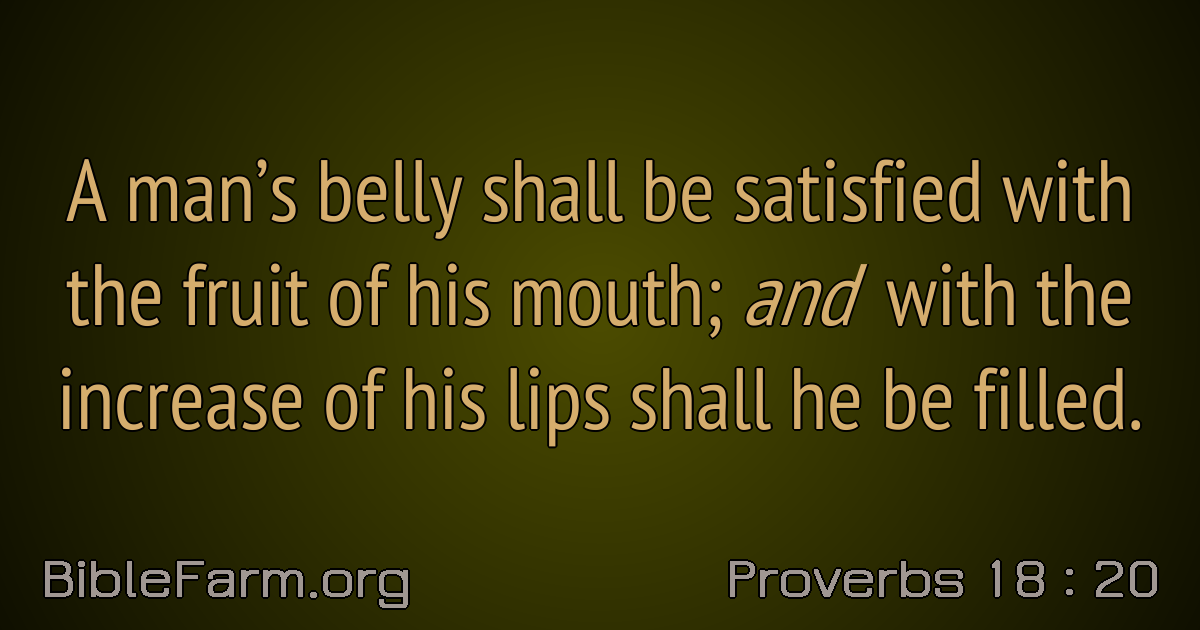 A man’s belly shall be satisfied with
the fruit of his mouth; and with the
increase of his lips shall he be filled.
BibleFarm.org
Proverbs 18 : 20